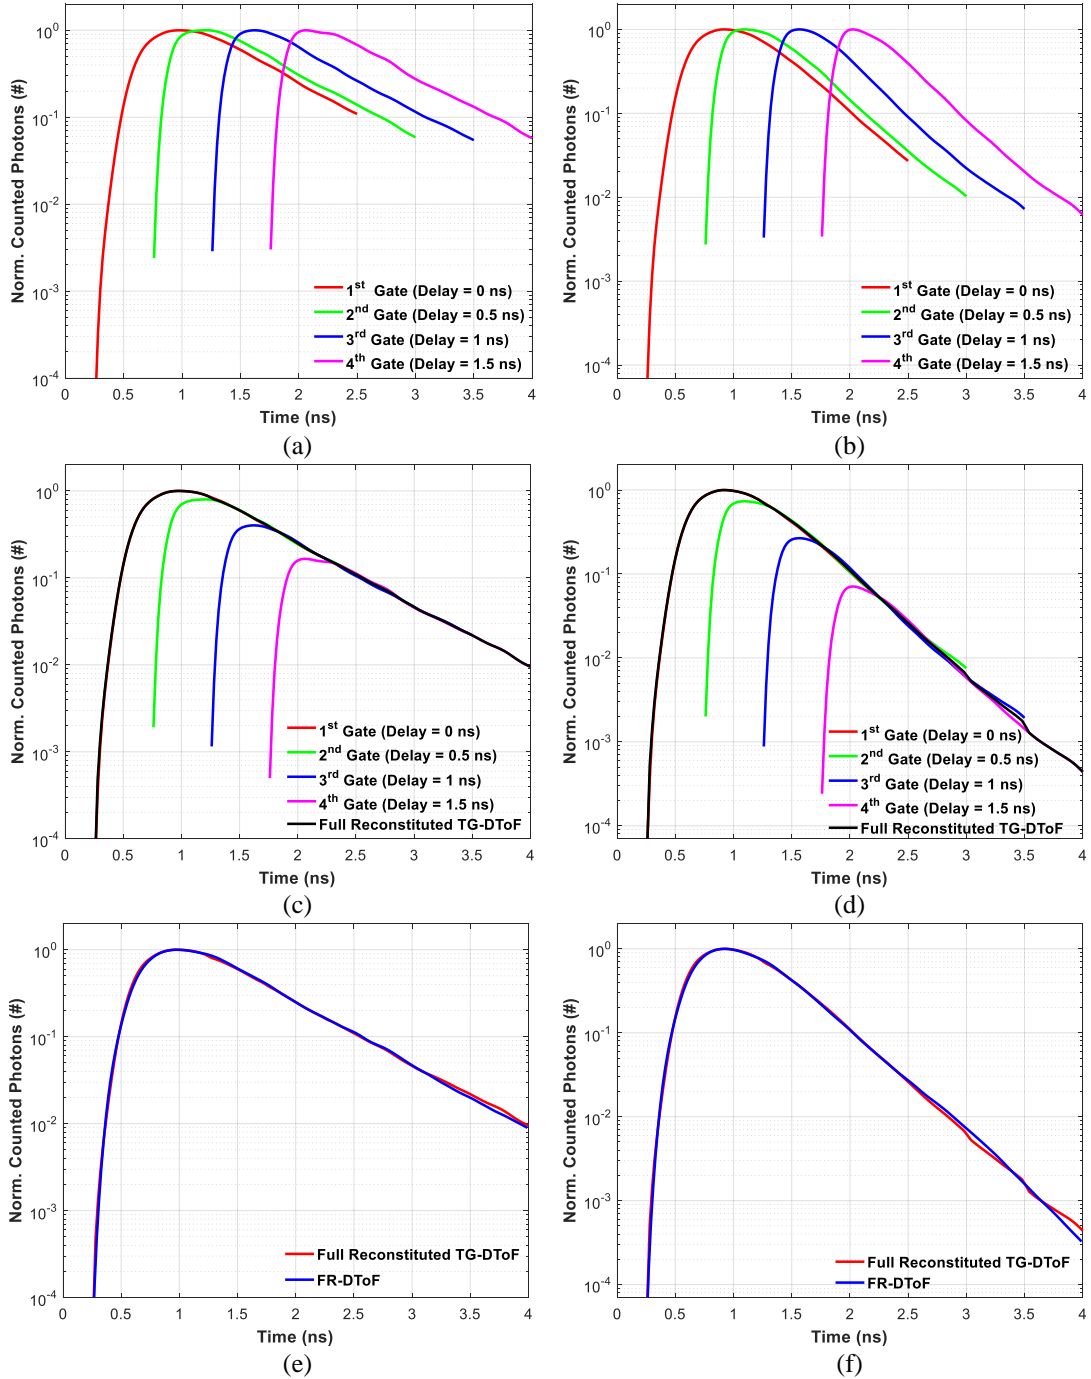 Norm. Counted Photons (#)
10^0
10^-1
10^-2
10^-3
10^-4
0 0.5 1 1.5 2 2.5 3 3.5 4
Time (ns)
1st Gate (Delay = 0 ns)
2nd Gate (Delay = 0.5 ns)
3rd Gate (Delay = 1 ns)
4th Gate (Delay = 1.5 ns)
(a)
Norm. Counted Photons (#)
10^0
10^-1
10^-2
10^-3
10^-4
0 0.5 1 1.5 2 2.5 3 3.5 4
Time (ns)
1st Gate (Delay = 0 ns)
2nd Gate (Delay = 0.5 ns)
3rd Gate (Delay = 1 ns)
4th Gate (Delay = 1.5 ns)
(b)
Norm. Counted Photons (#)
10^0
10^-1
10^-2
10^-3
10^-4
0 0.5 1 1.5 2 2.5 3 3.5 4
Time (ns)
1st Gate (Delay = 0 ns)
2nd Gate (Delay = 0.5 ns)
3rd Gate (Delay = 1 ns)
4th Gate (Delay = 1.5 ns)
Full Reconstituted TG-DToF
(c)
Norm. Counted Photons (#)
10^0
10^-1
10^-2
10^-3
10^-4
0 0.5 1 1.5 2 2.5 3 3.5 4
Time (ns)
1st Gate (Delay = 0 ns)
2nd Gate (Delay = 0.5 ns)
3rd Gate (Delay = 1 ns)
4th Gate (Delay = 1.5 ns)
Full Reconstituted TG-DToF
(d)
Norm. Counted Photons (#)
10^0
10^-1
10^-2
10^-3
10^-4
0 0.5 1 1.5 2 2.5 3 3.5 4
Time (ns)
Full Reconstituted TG-DToF
FR-DToF
(e)
Norm. Counted Photons (#)
10^0
10^-1
10^-2
10^-3
10^-4
0 0.5 1 1.5 2 2.5 3 3.5 4
Time (ns)
Full Reconstituted TG-DToF
FR-DToF
(f)